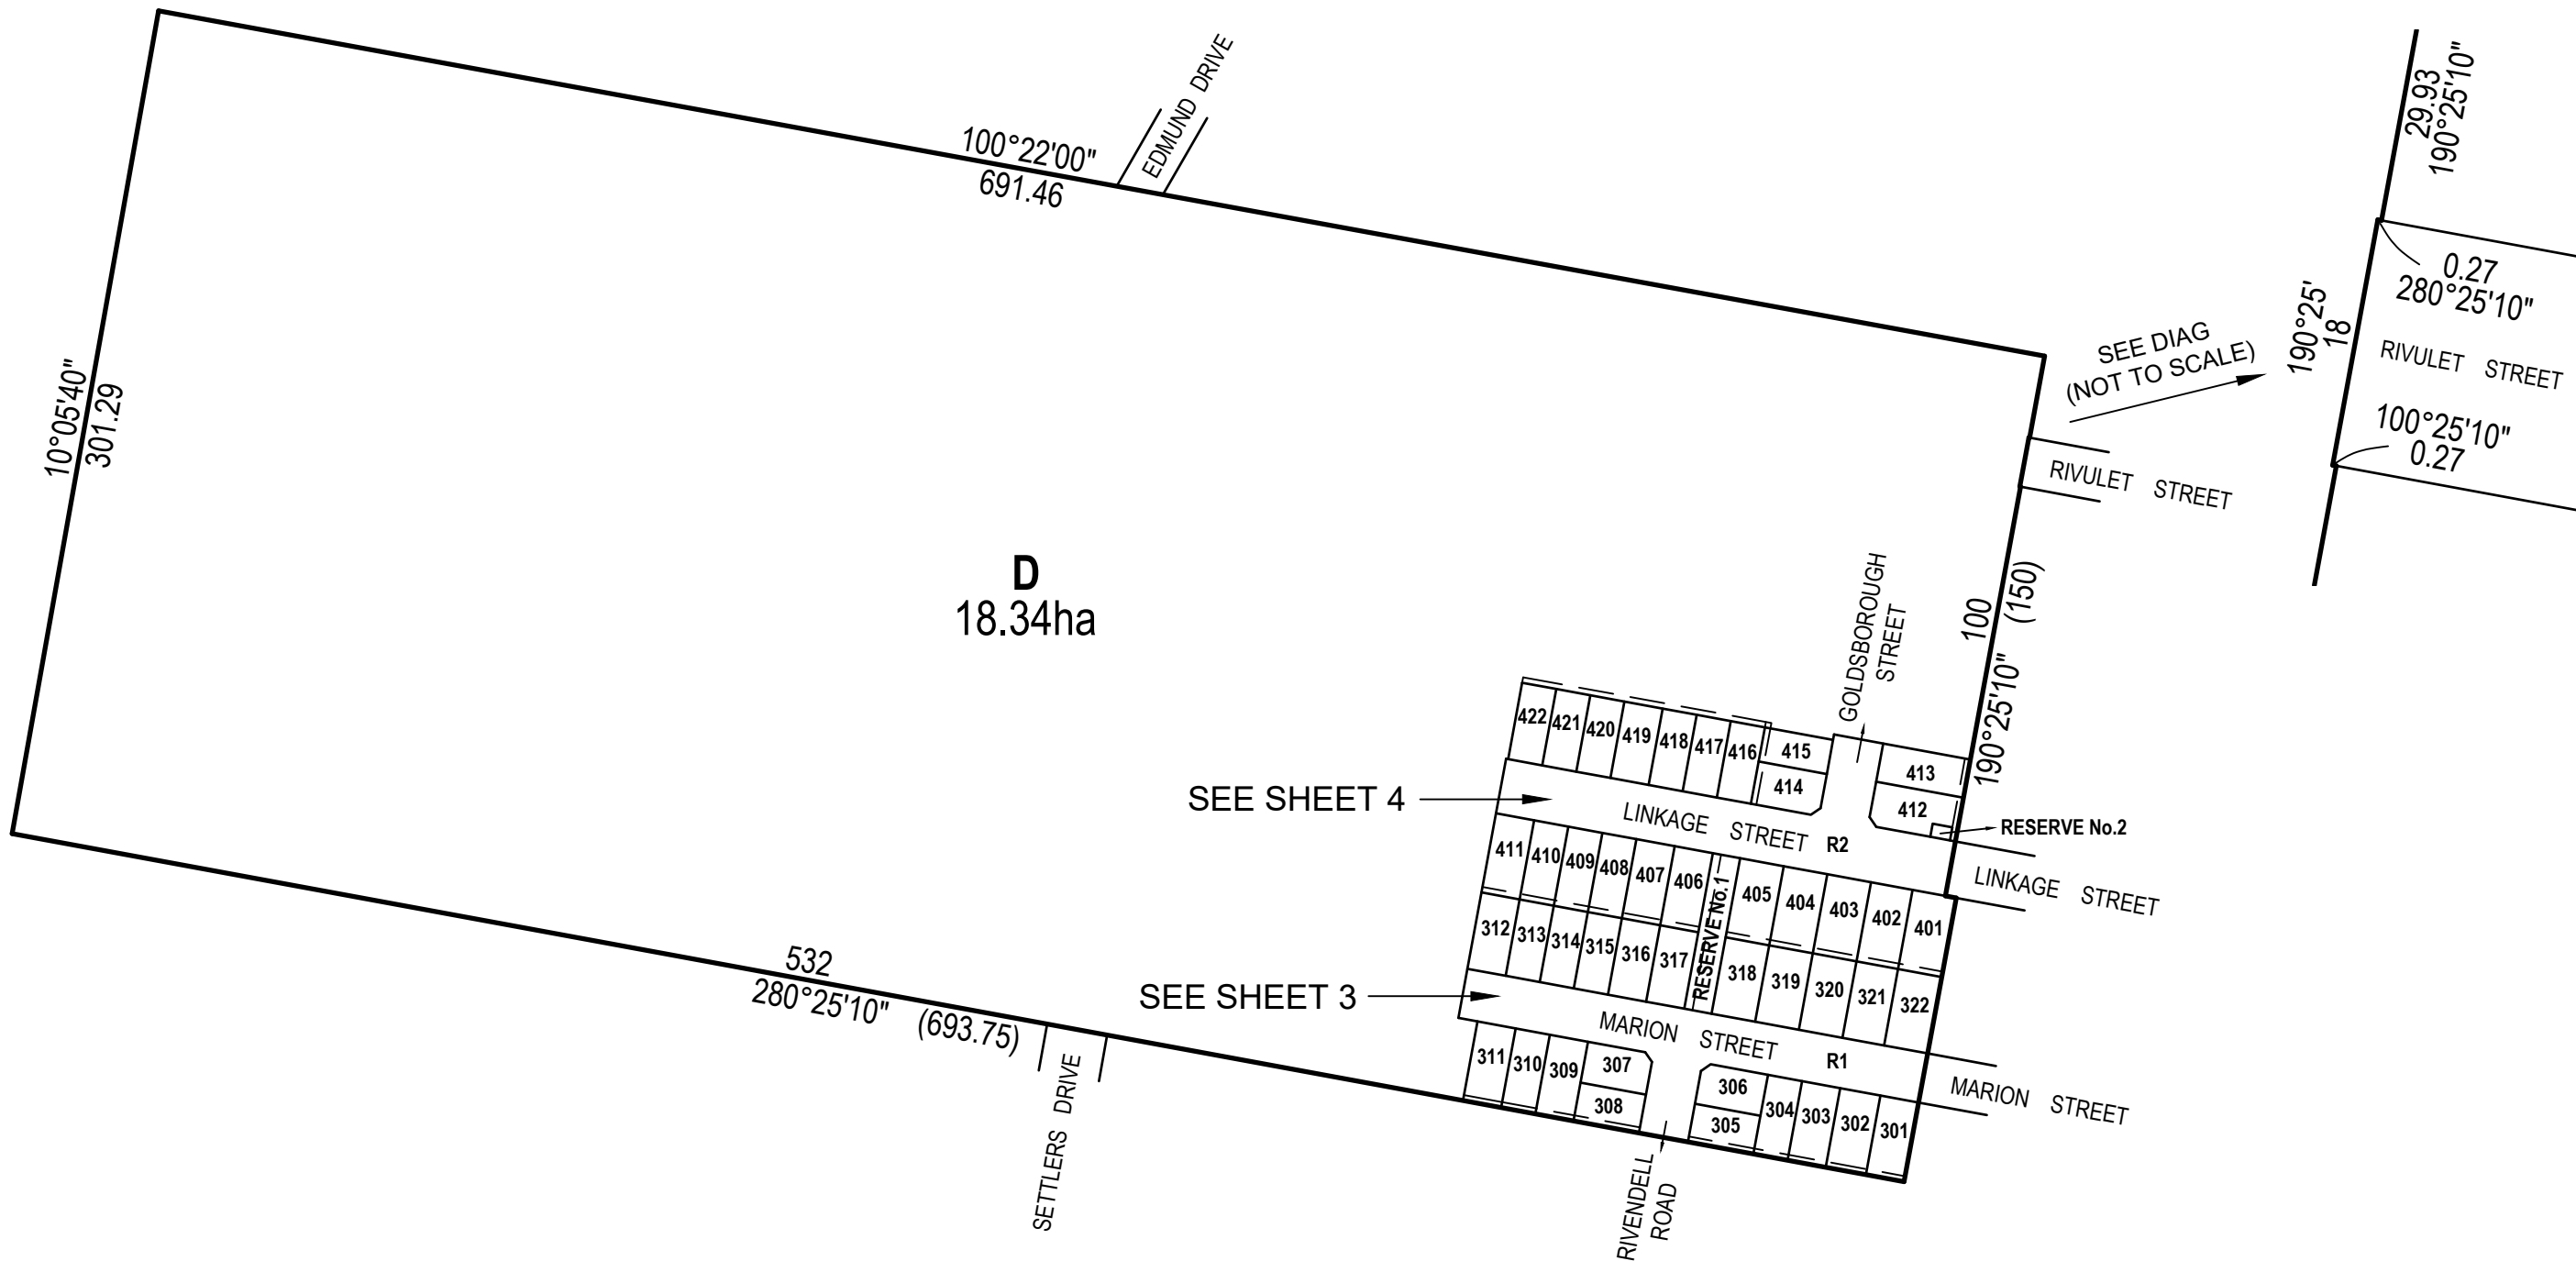 EDMUND DRIVE
100°22'00"
691.46
29.93
190°25'10"
0.27
280°25'10"
190°25'
18
RIVULET STREET
100°25'10"
0.27
SEE DIAG
(NOT TO SCALE)
RIVULET STREET
10°05'40"
301.29
D
18.34ha
GOLDSBOROUGH
STREET
100
(150)
190°25'10"
422 421 420 419 418 417 416 415
414
413
412
SEE SHEET 4
LINKAGE STREET R2
RESERVE No.2
LINKAGE STREET
411 410 409 408 407 406
RESERVE No.1
405 404 403 402 401
312 313 314 315 316 317
318 319 320 321 322
SEE SHEET 3
MARION STREET R1
MARION STREET
311 310 309 307
308
306
305
304 303 302 301
532
280°25'10" (693.75)
SETTLERS DRIVE
RIVENDELL
ROAD